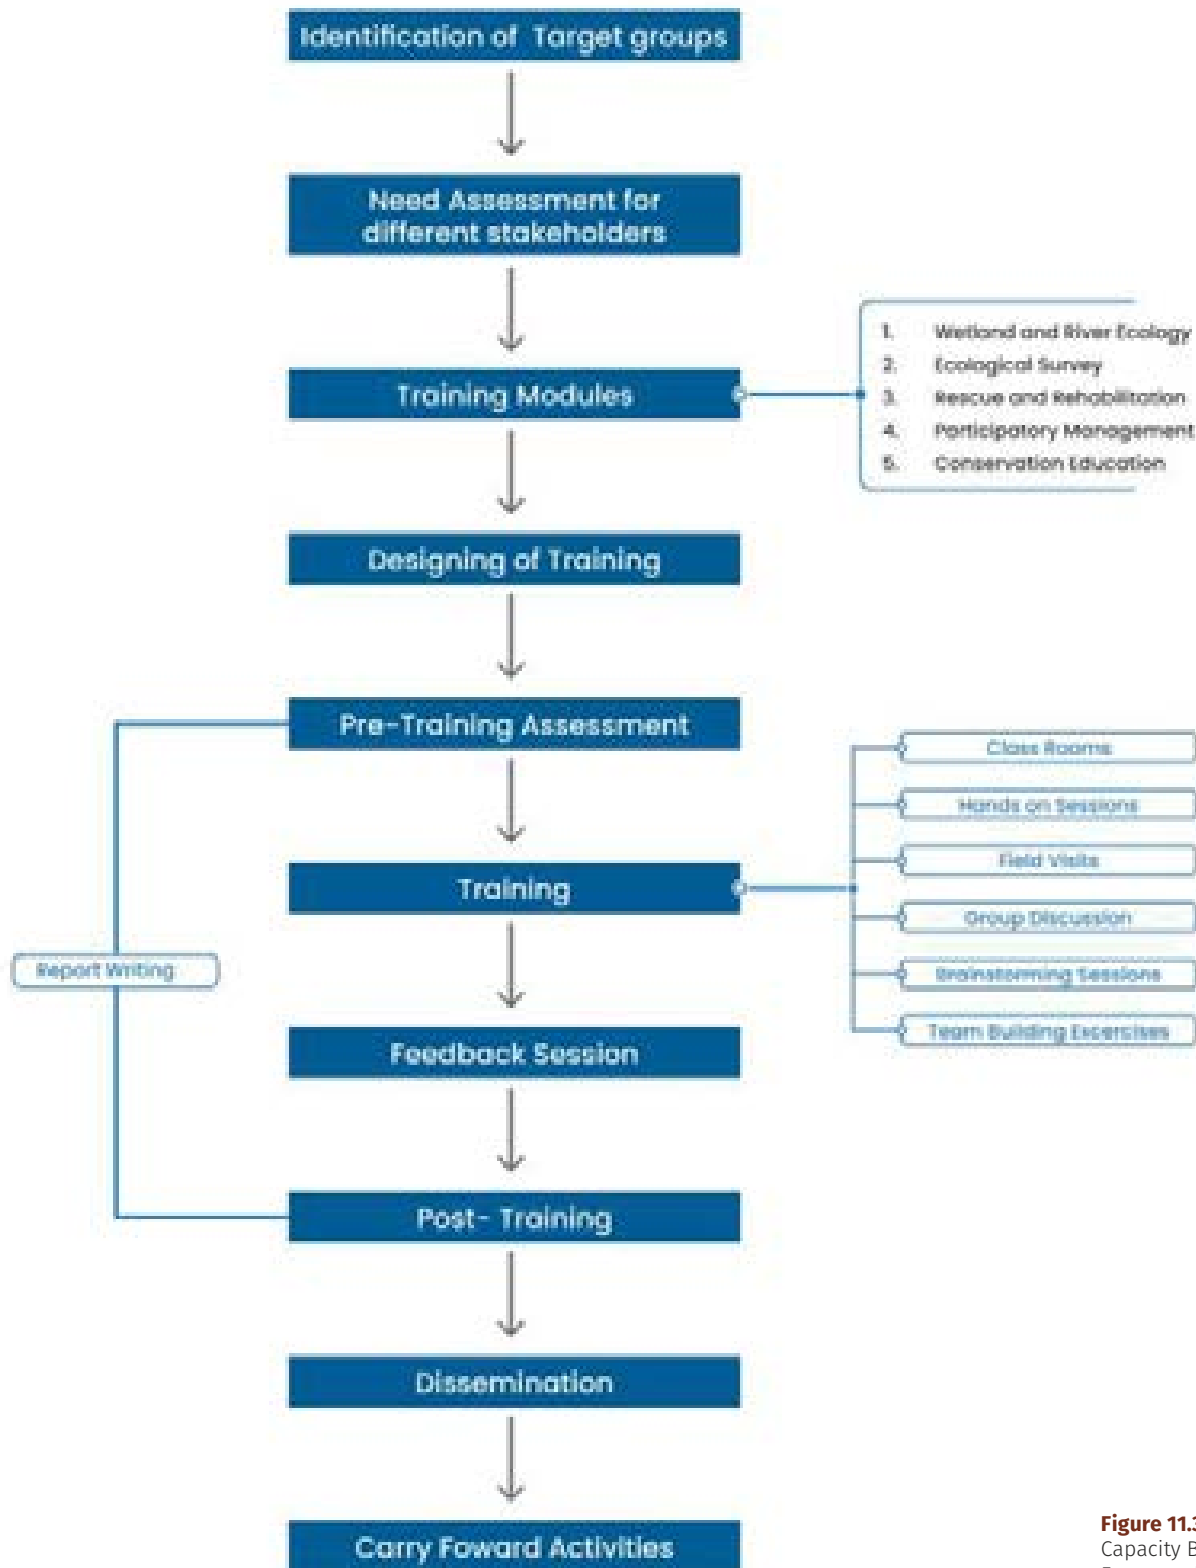 Identification of Target groups
Need Assessment for
different stakeholders
Training Modules
1. Wetland and River Ecology
2. Ecological Survey
3. Rescue and Rehabilitation
4. Participatory Management
5. Conservation Education
Designing of Training
Pre-Training Assessment
Training
Class Rooms
Hands on Sessions
Field Visits
Group Discussion
Brainstorming Sessions
Team Building Excercises
Report Writing
Feedback Session
Post- Training
Dissemination
Carry Foward Activities
Figure 11.3
Capacity B